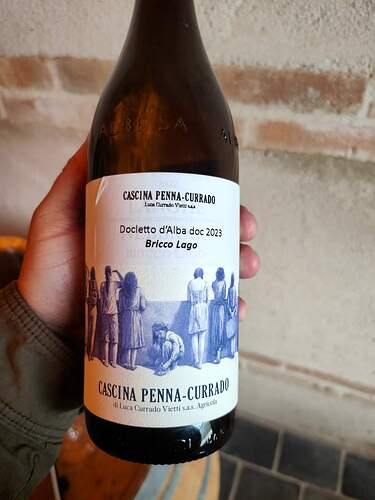 ALBEISA
CASCINA PENNA-CURRADO
Luca Currado Vietti s.a.s.
Docletto d'Alba doc 2023
Bricco Lago
CASCINA PENNA-CURRADO
di Luca Currado Vietti s.a.s. Agricola